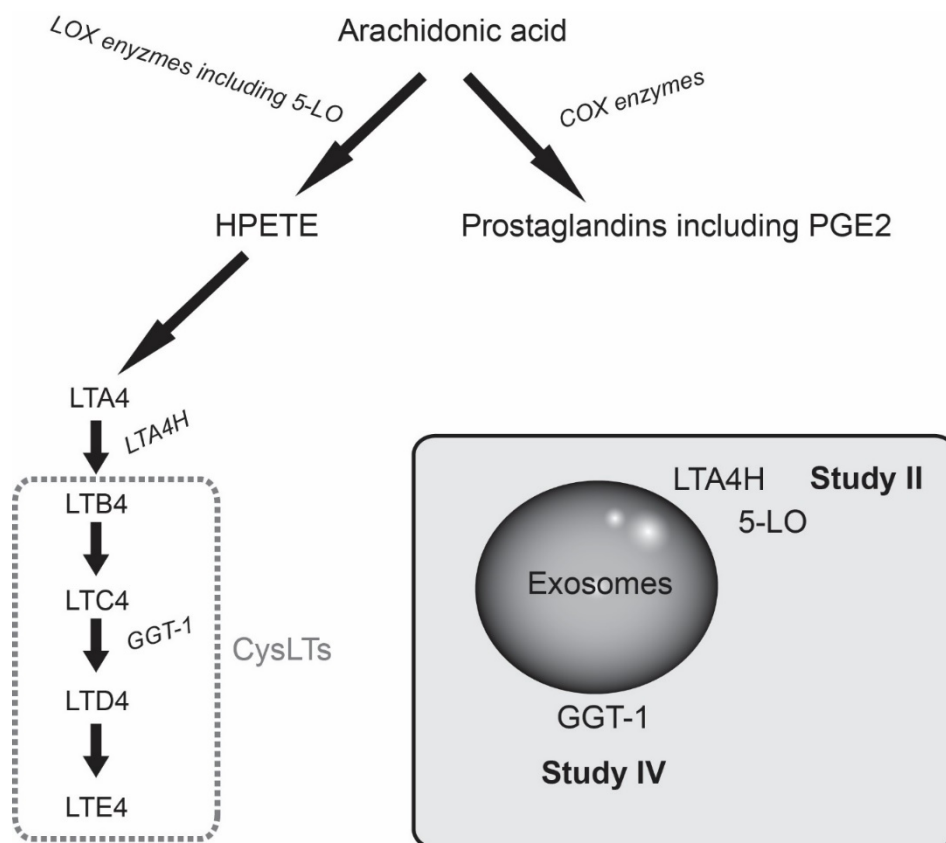 Arachidonic acid
LOX enyzmes including 5-LO
COX enzymes
HPETE
Prostaglandins including PGE2
LTA4
LTA4H
LTB4
LTC4
GGT-1
CysLTs
LTD4
LTE4
LTA4H
Study II
5-LO
Exosomes
GGT-1
Study IV